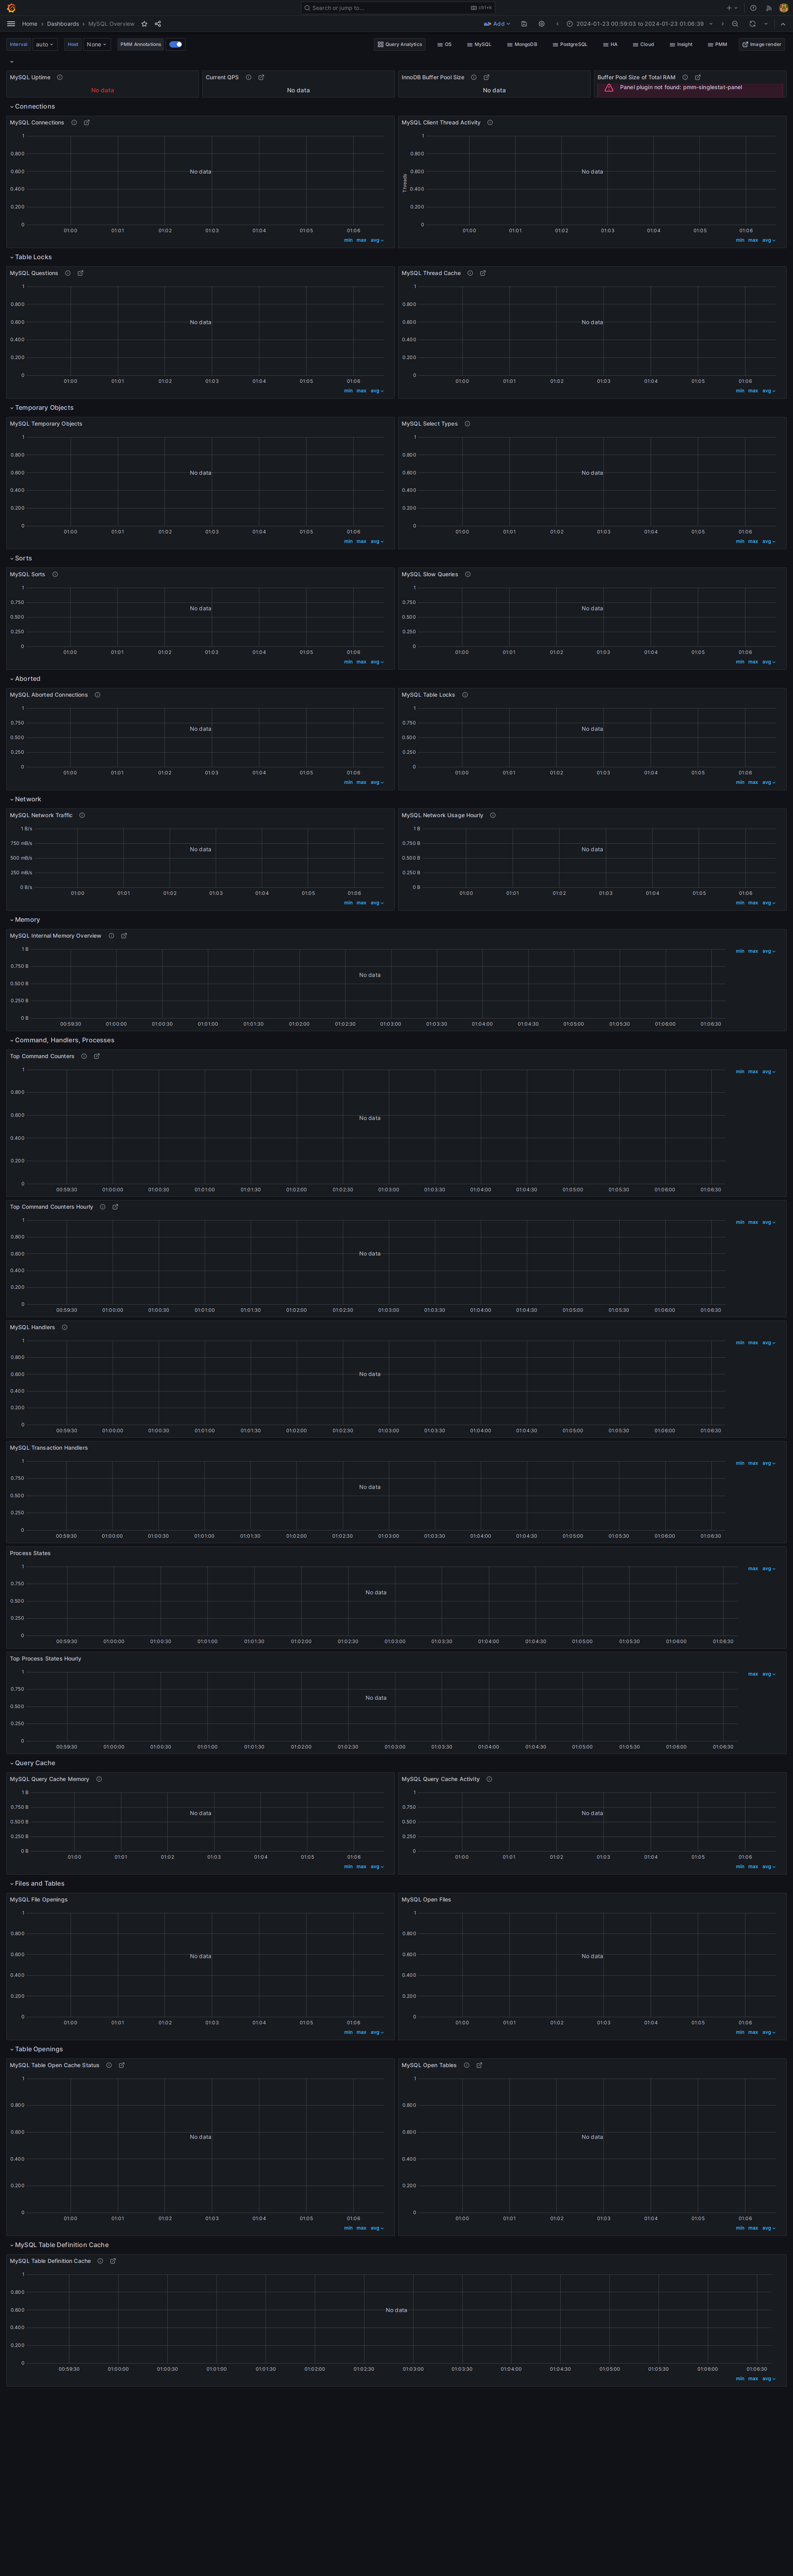 Search or jump to... ctrl+k
Home › Dashboards › MySQL Overview Add 2024-01-23 00:59:03 to 2024-01-23 01:06:39
Interval auto Host None PMM Annotations Query Analytics OS MySQL MongoDB PostgreSQL HA Cloud Insight PMM Image render
MySQL Uptime Current QPS InnoDB Buffer Pool Size Buffer Pool Size of Total RAM
No data No data No data Panel plugin not found: pmm-singlestat-panel
Connections
MySQL Connections MySQL Client Thread Activity
1 1
0.800 0.800
0.600 No data 0.600 No data
Threads
0.400 0.400
0.200 0.200
0 0
01:00 01:01 01:02 01:03 01:04 01:05 01:06 01:00 01:01 01:02 01:03 01:04 01:05 01:06
min max avg min max avg
Table Locks
MySQL Questions MySQL Thread Cache
1 1
0.800 0.800
0.600 No data 0.600 No data
0.400 0.400
0.200 0.200
0 0
01:00 01:01 01:02 01:03 01:04 01:05 01:06 01:00 01:01 01:02 01:03 01:04 01:05 01:06
min max avg min max avg
Temporary Objects
MySQL Temporary Objects MySQL Select Types
1 1
0.800 0.800
0.600 No data 0.600 No data
0.400 0.400
0.200 0.200
0 0
01:00 01:01 01:02 01:03 01:04 01:05 01:06 01:00 01:01 01:02 01:03 01:04 01:05 01:06
min max avg min max avg
Sorts
MySQL Sorts MySQL Slow Queries
1 1
0.750 No data 0.750 No data
0.500 0.500
0.250 0.250
0 0
01:00 01:01 01:02 01:03 01:04 01:05 01:06 01:00 01:01 01:02 01:03 01:04 01:05 01:06
min max avg min max avg
Aborted
MySQL Aborted Connections MySQL Table Locks
1 1
0.750 No data 0.750 No data
0.500 0.500
0.250 0.250
0 0
01:00 01:01 01:02 01:03 01:04 01:05 01:06 01:00 01:01 01:02 01:03 01:04 01:05 01:06
min max avg min max avg
Network
MySQL Network Traffic MySQL Network Usage Hourly
1 B/s 1 B
750 mB/s No data 0.750 B No data
500 mB/s 0.500 B
250 mB/s 0.250 B
0 B/s 0 B
01:00 01:01 01:02 01:03 01:04 01:05 01:06 01:00 01:01 01:02 01:03 01:04 01:05 01:06
min max avg min max avg
Memory
MySQL Internal Memory Overview
1 B min max avg
0.750 B No data
0.500 B
0.250 B
0 B
00:59:30 01:00:00 01:00:30 01:01:00 01:01:30 01:02:00 01:02:30 01:03:00 01:03:30 01:04:00 01:04:30 01:05:00 01:05:30 01:06:00 01:06:30
Command, Handlers, Processes
Top Command Counters
1 min max avg
0.800
0.600 No data
0.400
0.200
0
00:59:30 01:00:00 01:00:30 01:01:00 01:01:30 01:02:00 01:02:30 01:03:00 01:03:30 01:04:00 01:04:30 01:05:00 01:05:30 01:06:00 01:06:30
Top Command Counters Hourly
1 min max avg
0.800
0.600 No data
0.400
0.200
0
00:59:30 01:00:00 01:00:30 01:01:00 01:01:30 01:02:00 01:02:30 01:03:00 01:03:30 01:04:00 01:04:30 01:05:00 01:05:30 01:06:00 01:06:30
MySQL Handlers
1 min max avg
0.800
0.600 No data
0.400
0.200
0
00:59:30 01:00:00 01:00:30 01:01:00 01:01:30 01:02:00 01:02:30 01:03:00 01:03:30 01:04:00 01:04:30 01:05:00 01:05:30 01:06:00 01:06:30
MySQL Transaction Handlers
1 min max avg
0.750
No data
0.500
0.250
0
00:59:30 01:00:00 01:00:30 01:01:00 01:01:30 01:02:00 01:02:30 01:03:00 01:03:30 01:04:00 01:04:30 01:05:00 01:05:30 01:06:00 01:06:30
Process States
1 max avg
0.750
No data
0.500
0.250
0
00:59:30 01:00:00 01:00:30 01:01:00 01:01:30 01:02:00 01:02:30 01:03:00 01:03:30 01:04:00 01:04:30 01:05:00 01:05:30 01:06:00 01:06:30
Top Process States Hourly
1 max avg
0.750
No data
0.500
0.250
0
00:59:30 01:00:00 01:00:30 01:01:00 01:01:30 01:02:00 01:02:30 01:03:00 01:03:30 01:04:00 01:04:30 01:05:00 01:05:30 01:06:00 01:06:30
Query Cache
MySQL Query Cache Memory MySQL Query Cache Activity
1 B 1
0.750 B No data 0.750 No data
0.500 B 0.500
0.250 B 0.250
0 B 0
01:00 01:01 01:02 01:03 01:04 01:05 01:06 01:00 01:01 01:02 01:03 01:04 01:05 01:06
min max avg min max avg
Files and Tables
MySQL File Openings MySQL Open Files
1 1
0.800 0.800
0.600 No data 0.600 No data
0.400 0.400
0.200 0.200
0 0
01:00 01:01 01:02 01:03 01:04 01:05 01:06 01:00 01:01 01:02 01:03 01:04 01:05 01:06
min max avg min max avg
Table Openings
MySQL Table Open Cache Status MySQL Open Tables
1 1
0.800 0.800
0.600 No data 0.600 No data
0.400 0.400
0.200 0.200
0 0
01:00 01:01 01:02 01:03 01:04 01:05 01:06 01:00 01:01 01:02 01:03 01:04 01:05 01:06
min max avg min max avg
MySQL Table Definition Cache
MySQL Table Definition Cache
1
0.800
0.600 No data
0.400
0.200
0
00:59:30 01:00:00 01:00:30 01:01:00 01:01:30 01:02:00 01:02:30 01:03:00 01:03:30 01:04:00 01:04:30 01:05:00 01:05:30 01:06:00 01:06:30
min max avg